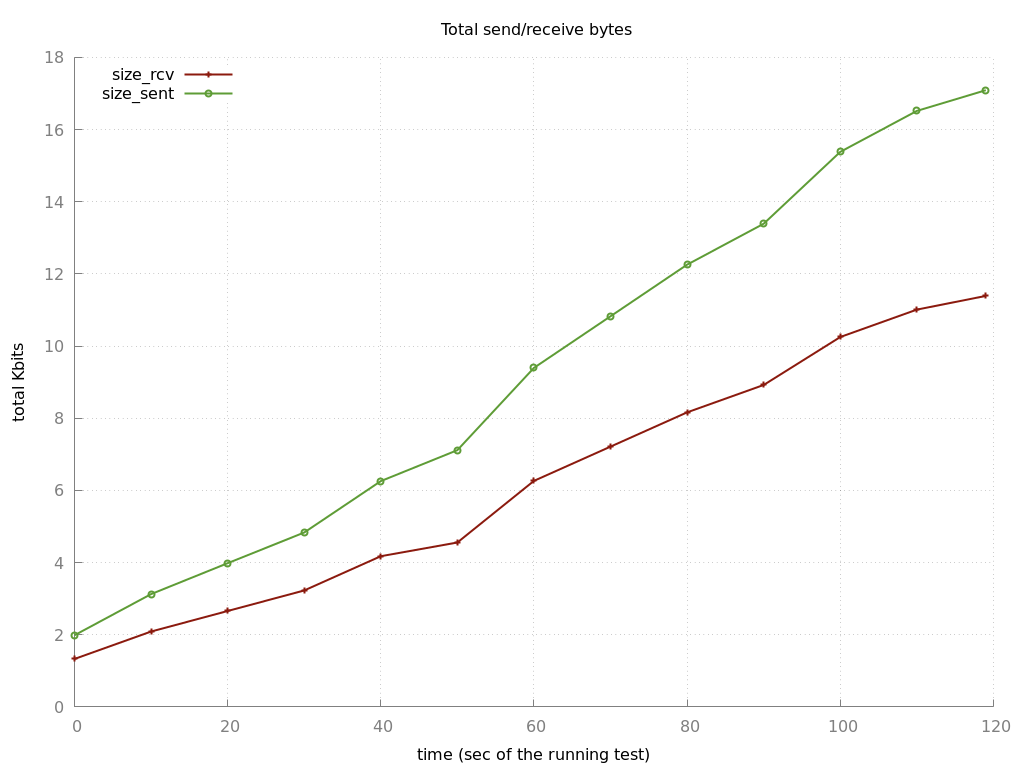 Total send/receive bytes
size_rcv
size_sent
18
16
14
12
10
8
6
4
2
0
total Kbits
0 20 40 60 80 100 120
time (sec of the running test)